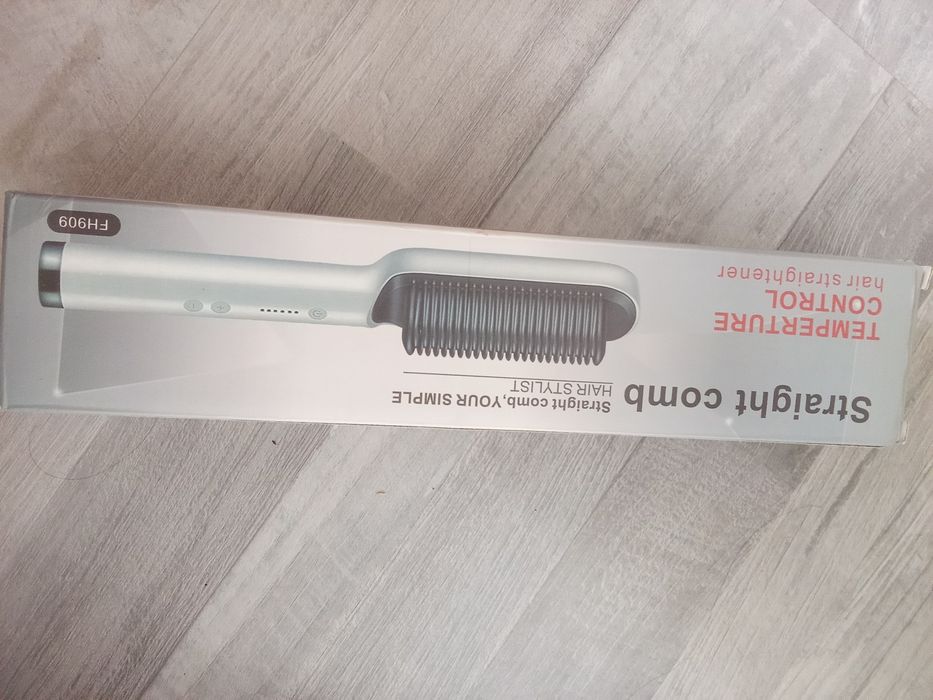 Straight comb
Straight comb,YOUR SIMPLE
HAIR STYLIST
TEMPERTURE
CONTROL
hair straightener
FH909